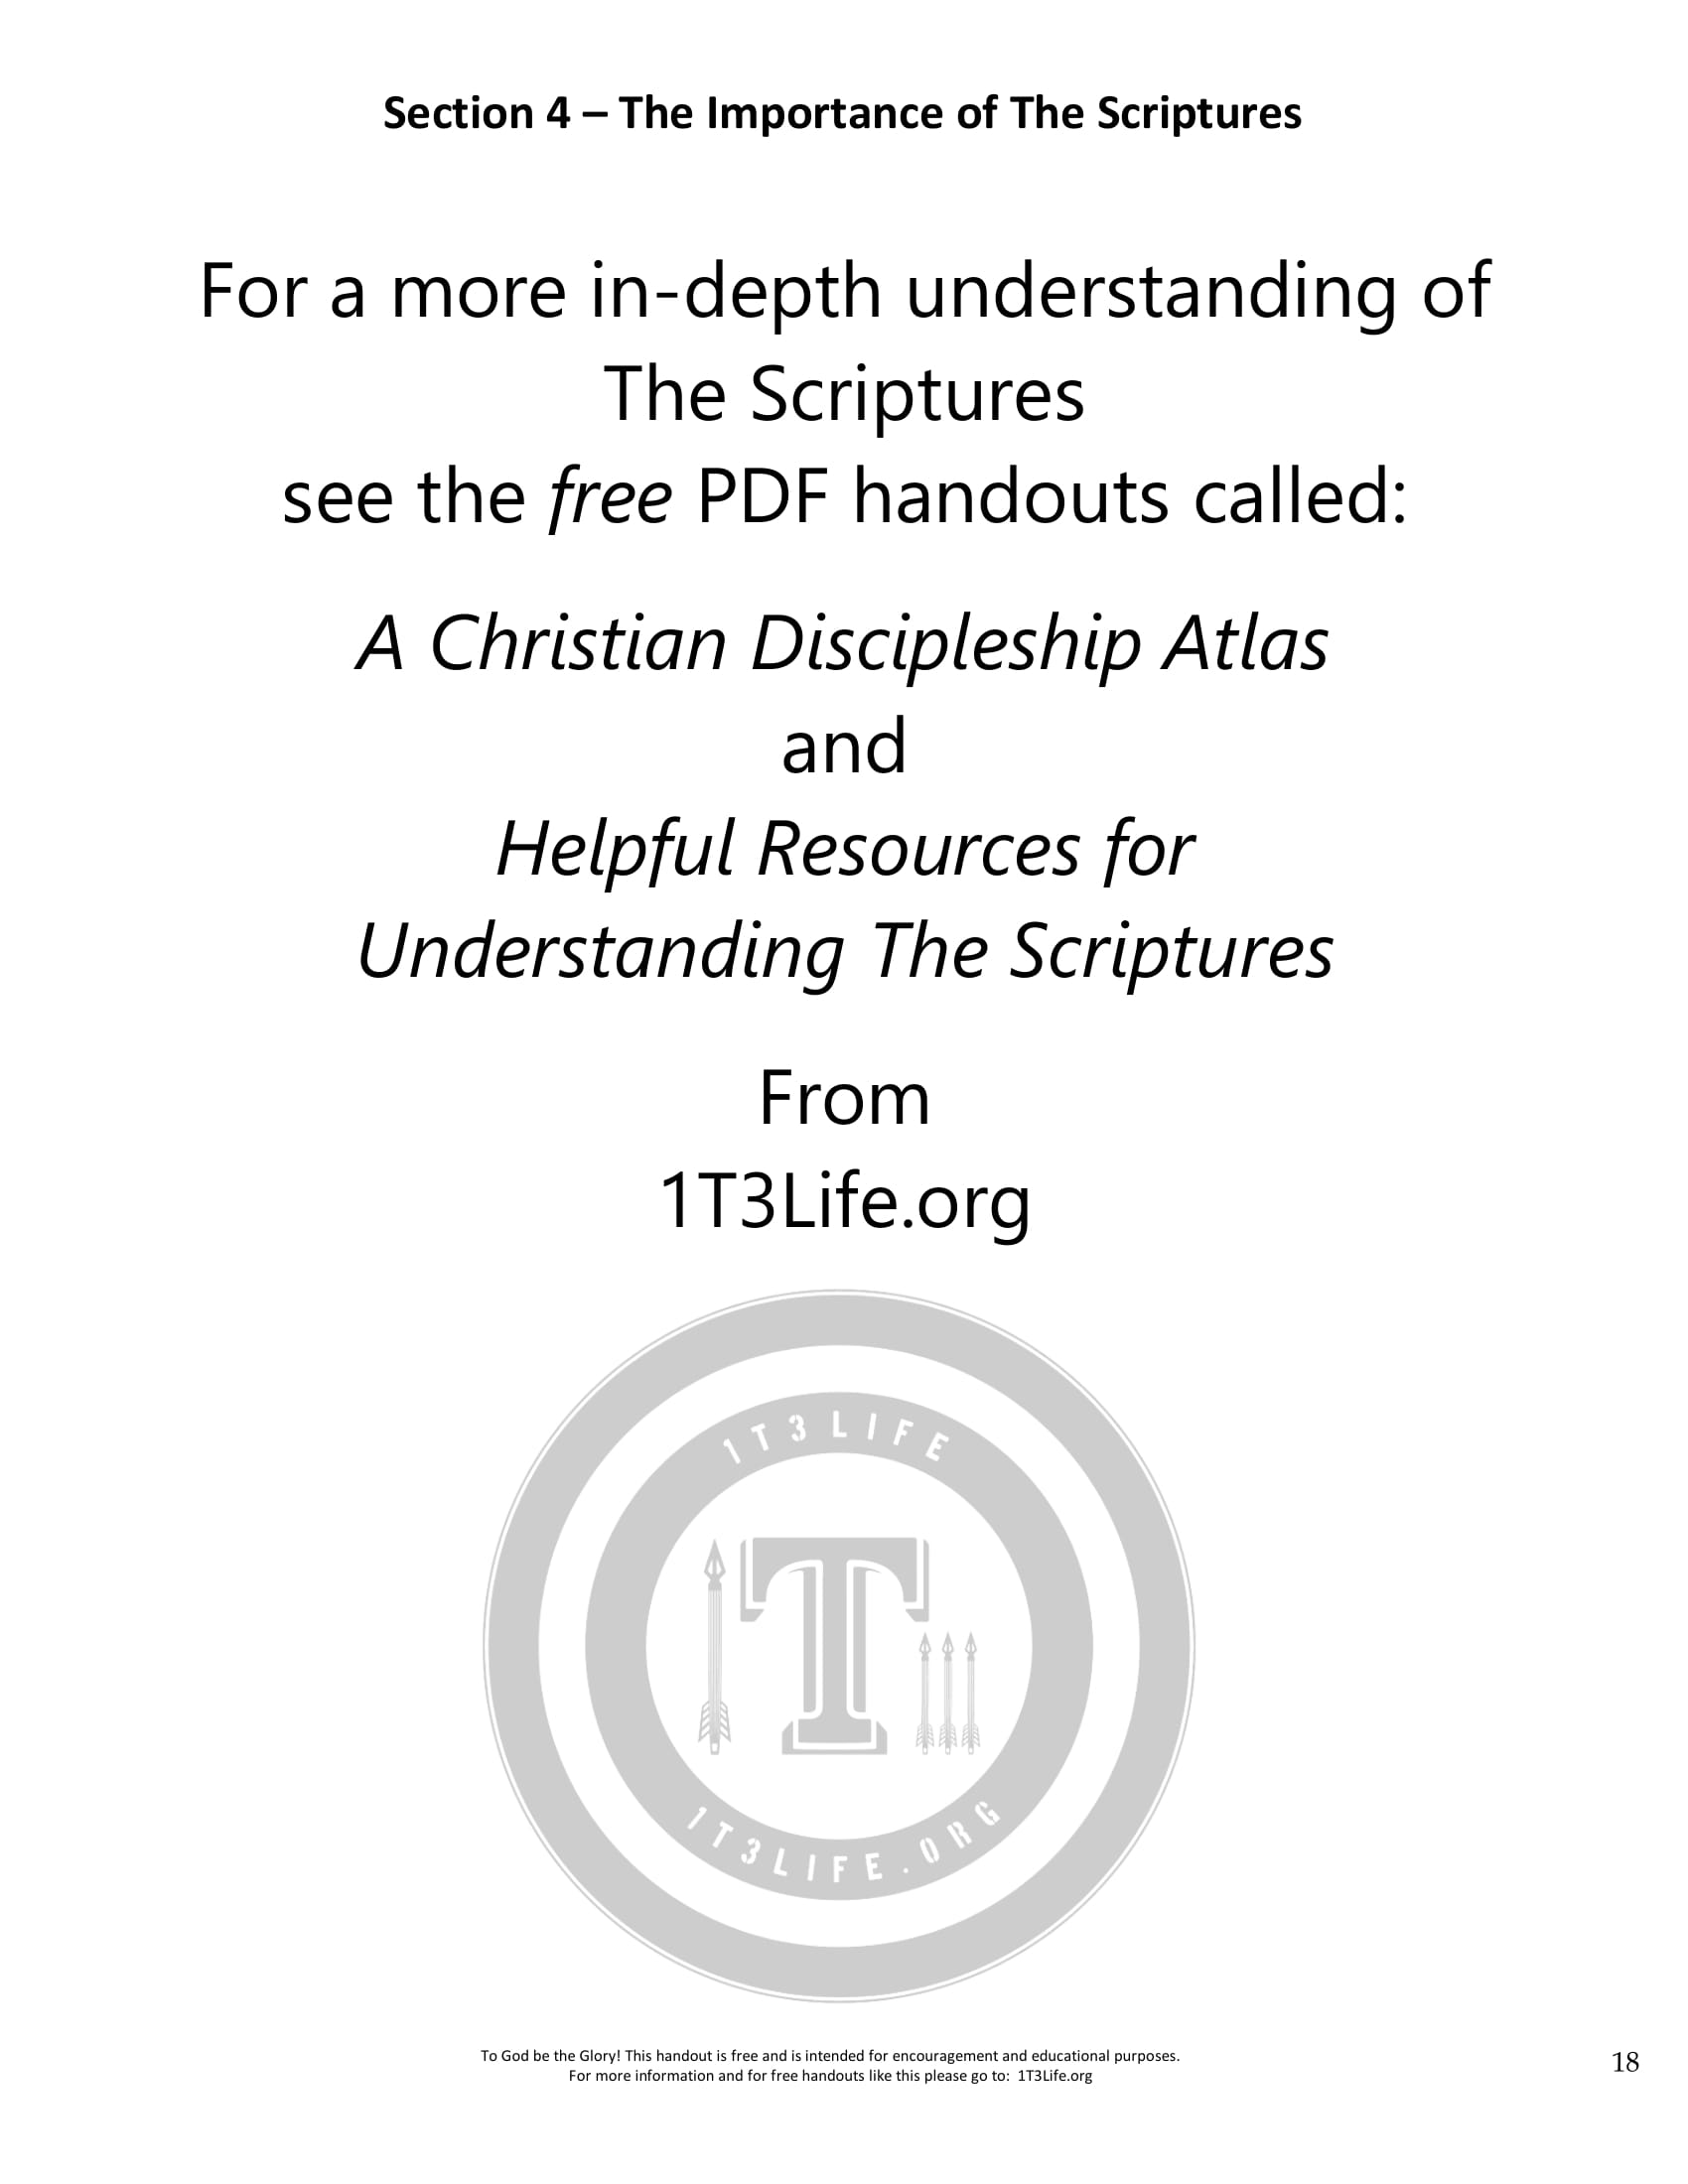 Section 4 – The Importance of The Scriptures
For a more in-depth understanding of
The Scriptures
see the free PDF handouts called:
A Christian Discipleship Atlas
and
Helpful Resources for
Understanding The Scriptures
From
1T3Life.org
1T3LIFE
T
1T3LIFE.ORG
To God be the Glory! This handout is free and is intended for encouragement and educational purposes.
For more information and for free handouts like this please go to:  1T3Life.org
18